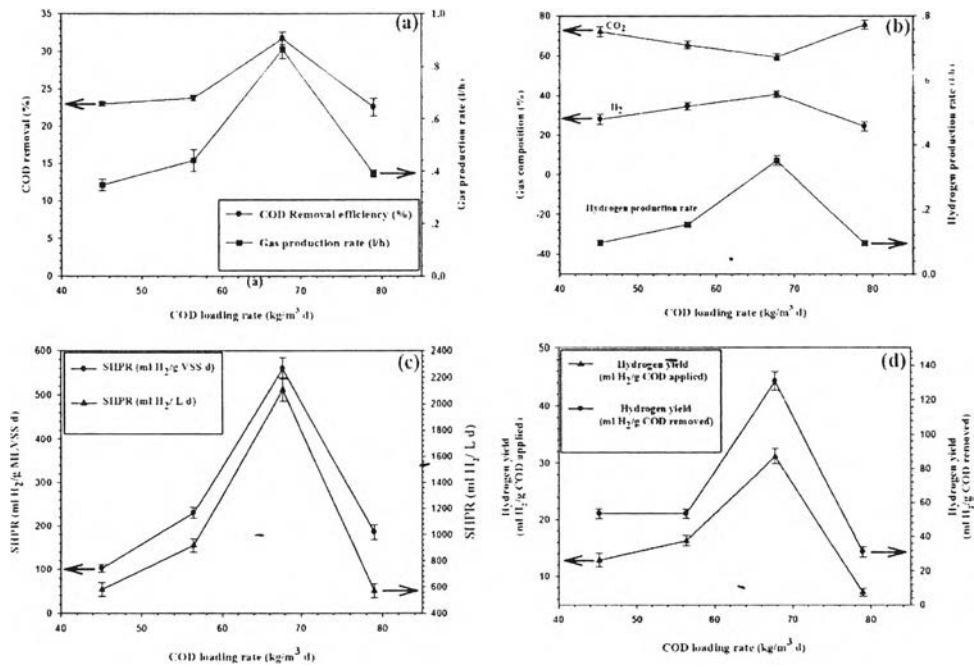 (a)
35
30
25
20
15
10
5
0
COD removal (%)
1.0
.8
.6
.4
.2
0.0
Gas production rate (l/h)
COD Removal efficiency (%)
Gas production rate (l/h)
(a)
40 50 60 70 80
COD loading rate (kg/m³ d)
(b)
80
60
40
20
0
-20
-40
Gas composition (%)
.8
.6
.4
.2
0.0
Hydrogen production rate (l/h)
CO₂
H₂
Hydrogen production rate
40 50 60 70 80
COD loading rate (kg/m³ d)
(c)
600
500
400
300
200
100
0
SHPR (ml H₂/g MLVSS d)
2400
2200
2000
1800
1600
1400
1200
1000
800
600
400
SHPR (ml H₂/ L d)
SHPR (ml H₂/g VSS d)
SHPR (ml H₂/ L d)
40 50 60 70 80
COD loading rate (kg/m³ d)
(d)
50
40
30
20
10
Hydrogen yield
(ml H₂/g COD applied)
140
120
100
80
60
40
20
0
Hydrogen yield
(ml H₂/g COD removed)
Hydrogen yield
(ml H₂/g COD applied)
Hydrogen yield
(ml H₂/g COD removed)
40 50 60 70 80
COD loading rate (kg/m³ d)